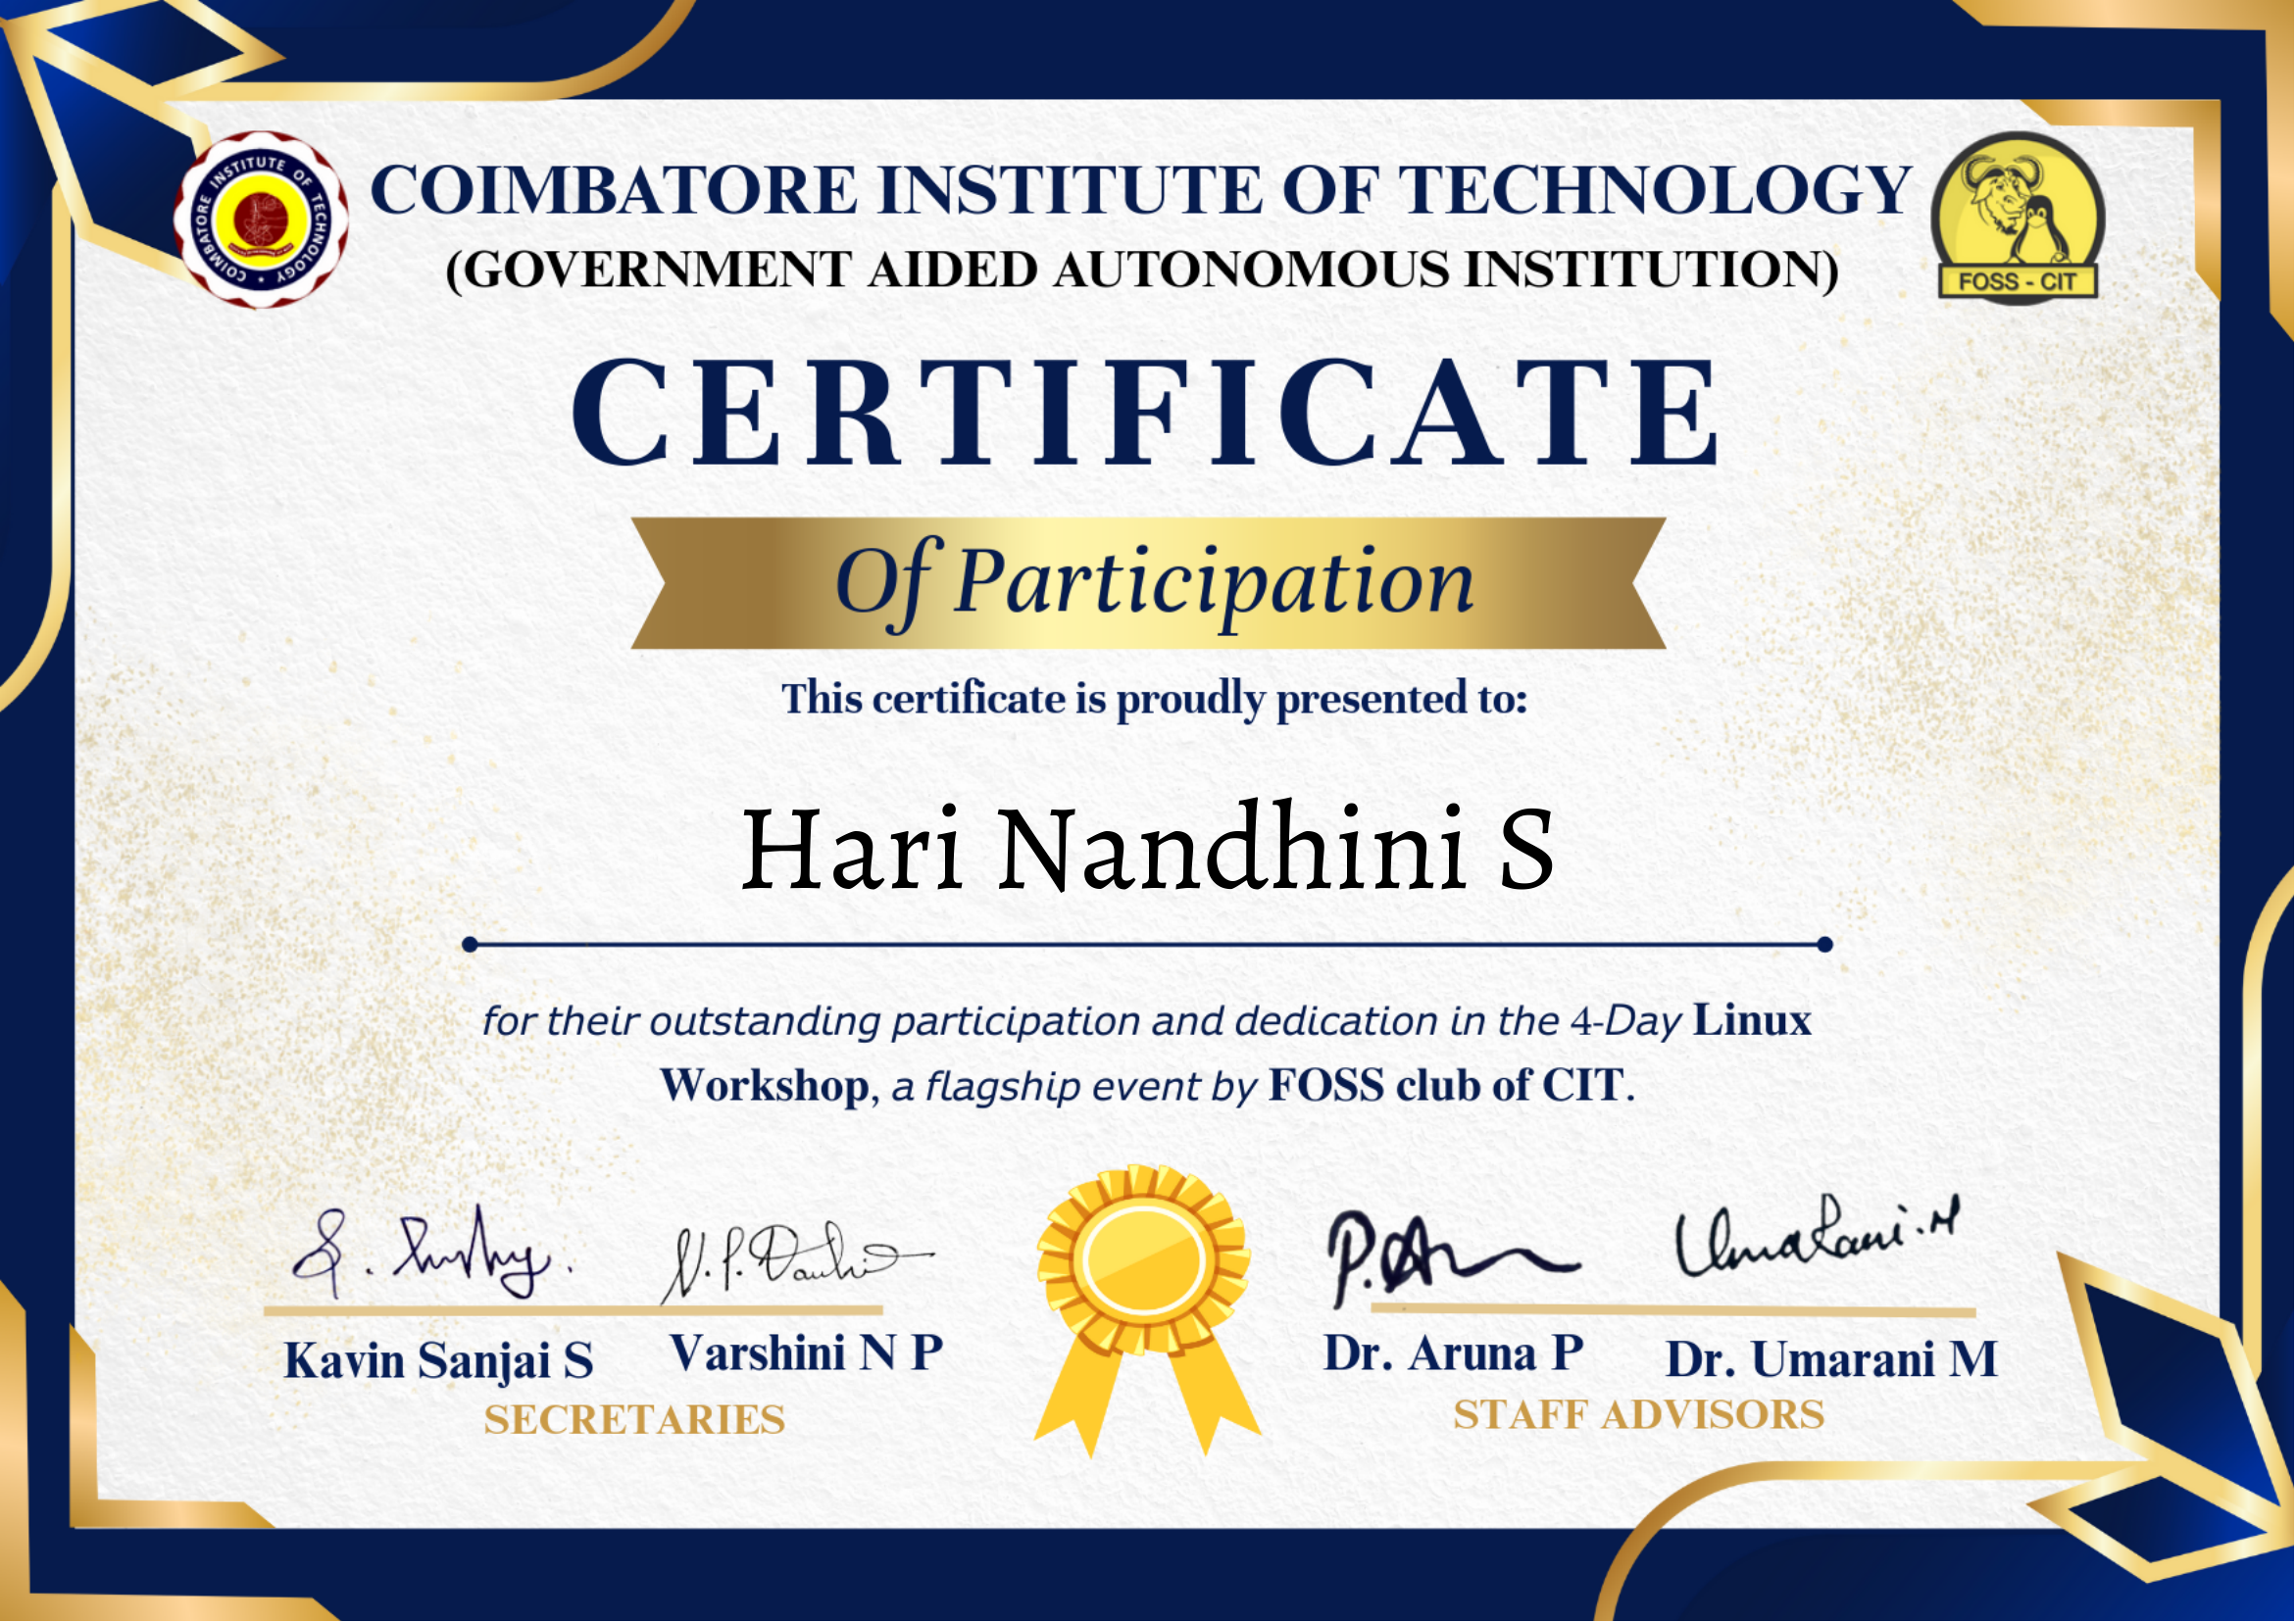 COIMBATORE INSTITUTE OF TECHNOLOGY
COIMBATORE INSTITUTE OF TECHNOLOGY
(GOVERNMENT AIDED AUTONOMOUS INSTITUTION)
FOSS - CIT
CERTIFICATE
Of Participation
This certificate is proudly presented to:
Hari Nandhini S
for their outstanding participation and dedication in the 4-Day Linux
Workshop, a flagship event by FOSS club of CIT.
Umarani.M
Kavin Sanjai S
Varshini N P
Dr. Aruna P
Dr. Umarani M
SECRETARIES
STAFF ADVISORS